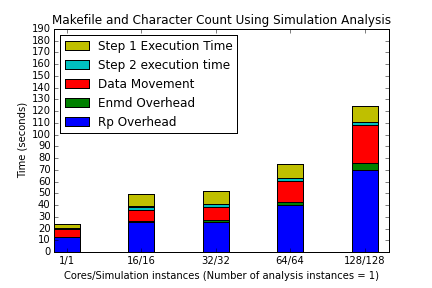 Makefile and Character Count Using Simulation Analysis
190
180
170
160
150
140
130
120
110
100
90
80
70
60
50
40
30
20
10
0
Time (seconds)
Step 1 Execution Time
Step 2 execution time
Data Movement
Enmd Overhead
Rp Overhead
1/1 16/16 32/32 64/64 128/128
Cores/Simulation instances (Number of analysis instances = 1)